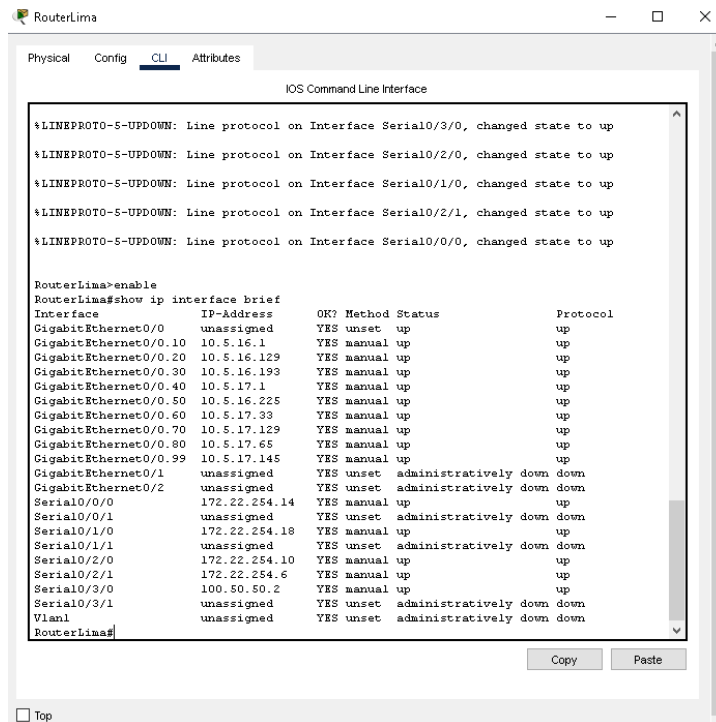 RouterLima
Physical Config CLI Attributes
IOS Command Line Interface
%LINEPROTO-5-UPDOWN: Line protocol on Interface Serial0/3/0, changed state to up
%LINEPROTO-5-UPDOWN: Line protocol on Interface Serial0/2/0, changed state to up
%LINEPROTO-5-UPDOWN: Line protocol on Interface Serial0/1/0, changed state to up
%LINEPROTO-5-UPDOWN: Line protocol on Interface Serial0/2/1, changed state to up
%LINEPROTO-5-UPDOWN: Line protocol on Interface Serial0/0/0, changed state to up
RouterLima>enable
RouterLima#show ip interface brief
Interface IP-Address OK? Method Status Protocol
GigabitEthernet0/0 unassigned YES unset up up
GigabitEthernet0/0.10 10.5.16.1 YES manual up up
GigabitEthernet0/0.20 10.5.16.129 YES manual up up
GigabitEthernet0/0.30 10.5.16.193 YES manual up up
GigabitEthernet0/0.40 10.5.17.1 YES manual up up
GigabitEthernet0/0.50 10.5.16.225 YES manual up up
GigabitEthernet0/0.60 10.5.17.33 YES manual up up
GigabitEthernet0/0.70 10.5.17.129 YES manual up up
GigabitEthernet0/0.80 10.5.17.65 YES manual up up
GigabitEthernet0/0.99 10.5.17.145 YES manual up up
GigabitEthernet0/1 unassigned YES unset administratively down down
GigabitEthernet0/2 unassigned YES unset administratively down down
Serial0/0/0 172.22.254.14 YES manual up up
Serial0/0/1 unassigned YES unset administratively down down
Serial0/1/0 172.22.254.18 YES manual up up
Serial0/1/1 unassigned YES unset administratively down down
Serial0/2/0 172.22.254.10 YES manual up up
Serial0/2/1 172.22.254.6 YES manual up up
Serial0/3/0 100.50.50.2 YES manual up up
Serial0/3/1 unassigned YES unset administratively down down
Vlan1 unassigned YES unset administratively down down
RouterLima#
Copy Paste
Top